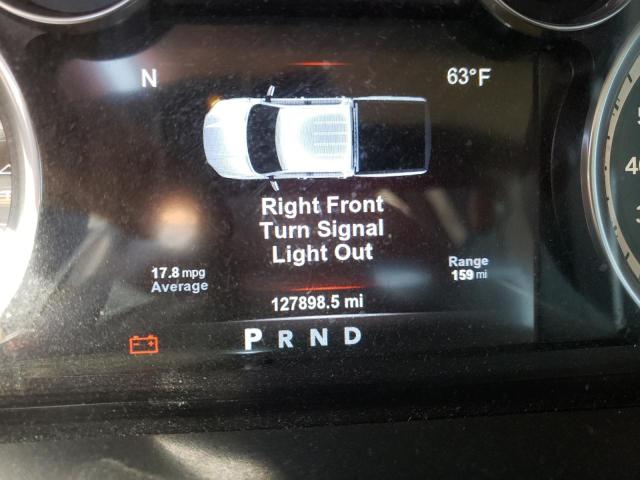 N
63°F
Right Front
Turn Signal
Light Out
17.8 mpg
Average
Range
159 mi
127898.5 mi
P R N D